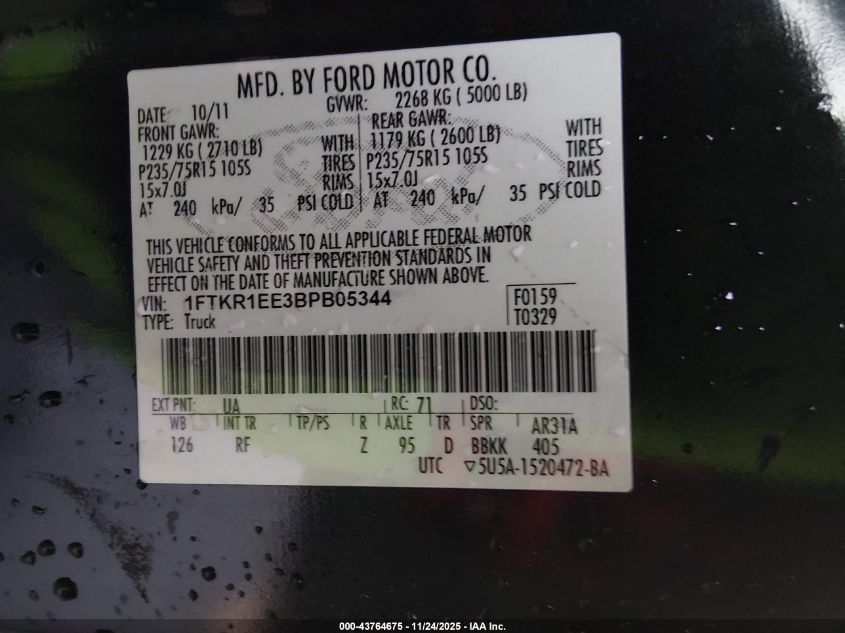 MFD. BY FORD MOTOR CO.
DATE: 10/11 GVWR: 2268 KG ( 5000 LB)
FRONT GAWR: REAR GAWR:
1229 KG ( 2710 LB) WITH 1179 KG ( 2600 LB) WITH
P235/75R15 105S TIRES P235/75R15 105S TIRES
15x7.0J RIMS 15x7.0J RIMS
AT 240 kPa/ 35 PSI COLD AT 240 kPa/ 35 PSI COLD
THIS VEHICLE CONFORMS TO ALL APPLICABLE FEDERAL MOTOR
VEHICLE SAFETY AND THEFT PREVENTION STANDARDS IN
EFFECT ON THE DATE OF MANUFACTURE SHOWN ABOVE.
VIN: 1FTKR1EE3BPB05344 F0159
TYPE: Truck T0329
EXT PNT: UA RC: 71 DSO:
WB INT TR TP/PS R AXLE TR SPR AR31A
126 RF Z 95 D BBKK 405
UTC ▽5U5A-1520472-BA
000-43764675 - 11/24/2025 - IAA Inc.